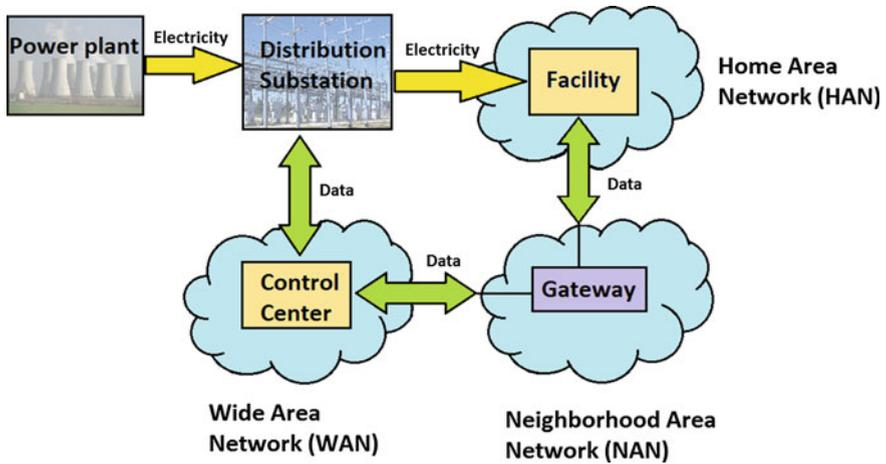 Power plant
Electricity
Distribution
Substation
Electricity
Facility
Home Area
Network (HAN)
Data
Data
Control
Center
Data
Gateway
Wide Area
Network (WAN)
Neighborhood Area
Network (NAN)